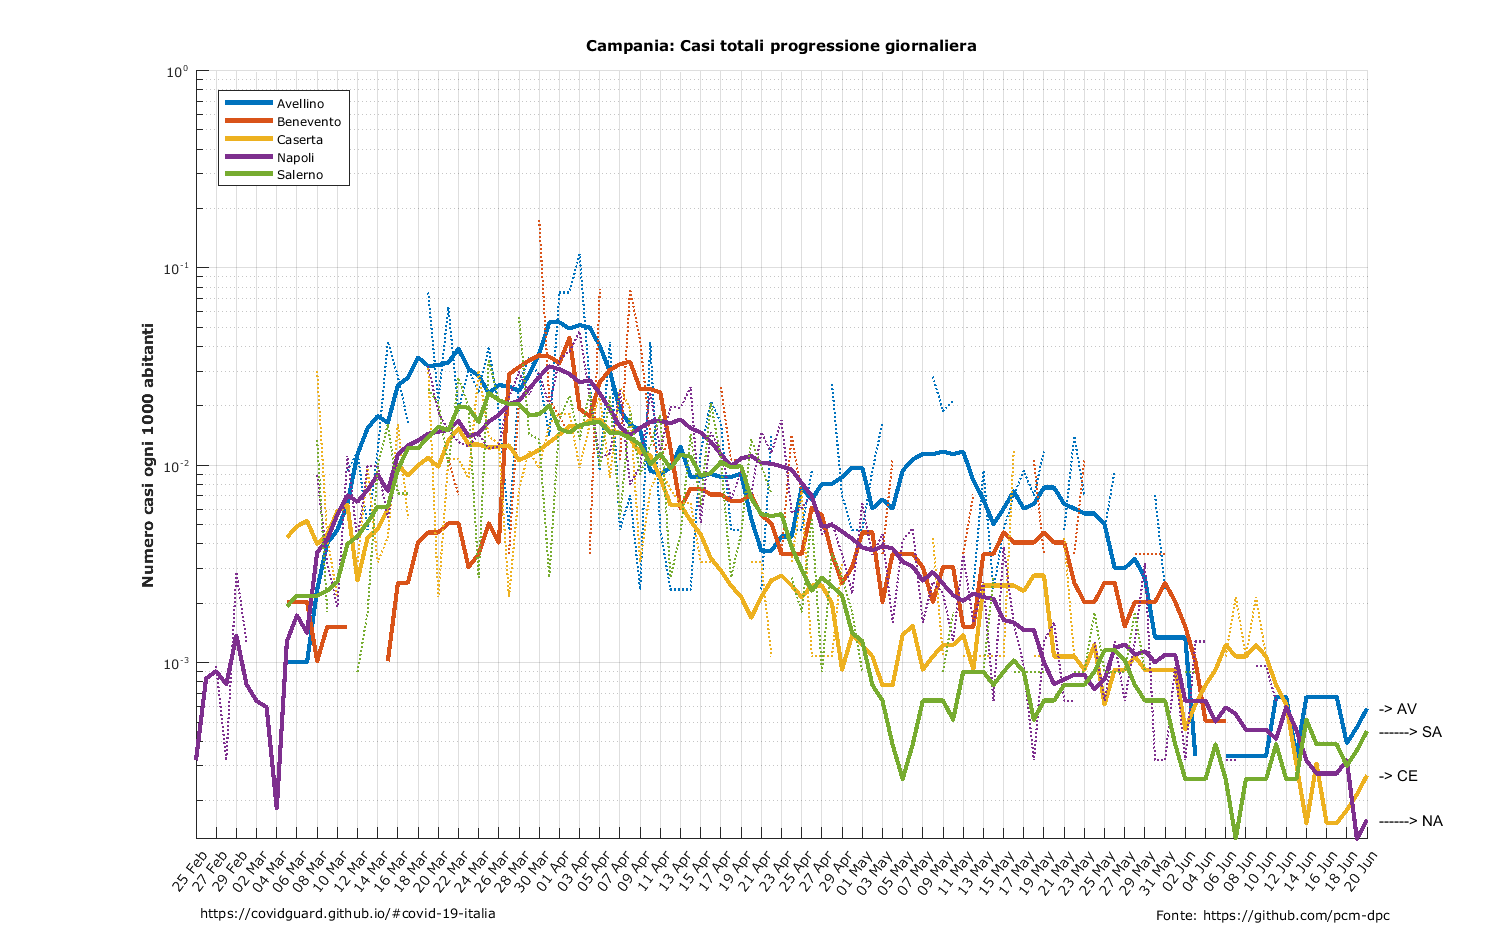 Campania: Casi totali progressione giornaliera
Numero casi ogni 1000 abitanti
10^0
10^-1
10^-2
10^-3
Avellino
Benevento
Caserta
Napoli
Salerno
-> AV
------> SA
-> CE
------> NA
25 Feb
27 Feb
29 Feb
02 Mar
04 Mar
06 Mar
08 Mar
10 Mar
12 Mar
14 Mar
16 Mar
18 Mar
20 Mar
22 Mar
24 Mar
26 Mar
28 Mar
30 Mar
01 Apr
03 Apr
05 Apr
07 Apr
09 Apr
11 Apr
13 Apr
15 Apr
17 Apr
19 Apr
21 Apr
23 Apr
25 Apr
27 Apr
29 Apr
01 May
03 May
05 May
07 May
09 May
11 May
13 May
15 May
17 May
19 May
21 May
23 May
25 May
27 May
29 May
31 May
02 Jun
04 Jun
06 Jun
08 Jun
10 Jun
12 Jun
14 Jun
16 Jun
18 Jun
20 Jun
https://covidguard.github.io/#covid-19-italia
Fonte: https://github.com/pcm-dpc